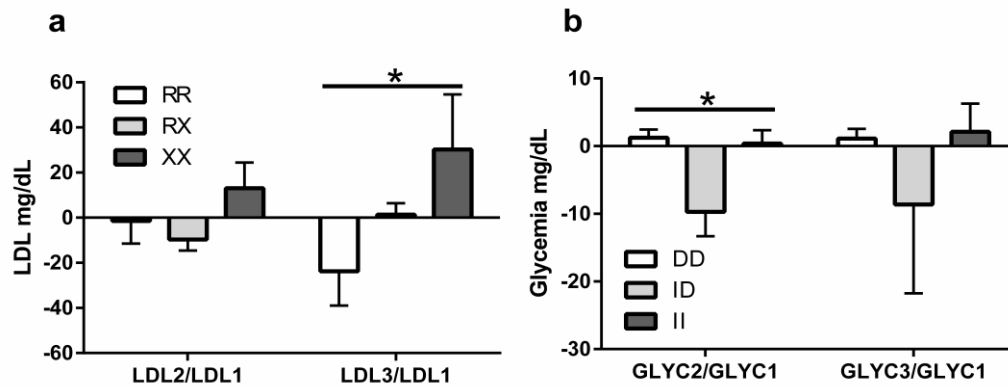 a
LDL mg/dL
60
40
20
0
-20
-40
-60
RR
RX
XX
*
LDL2/LDL1
LDL3/LDL1
b
Glycemia mg/dL
10
0
-10
-20
-30
*
DD
ID
II
GLYC2/GLYC1
GLYC3/GLYC1